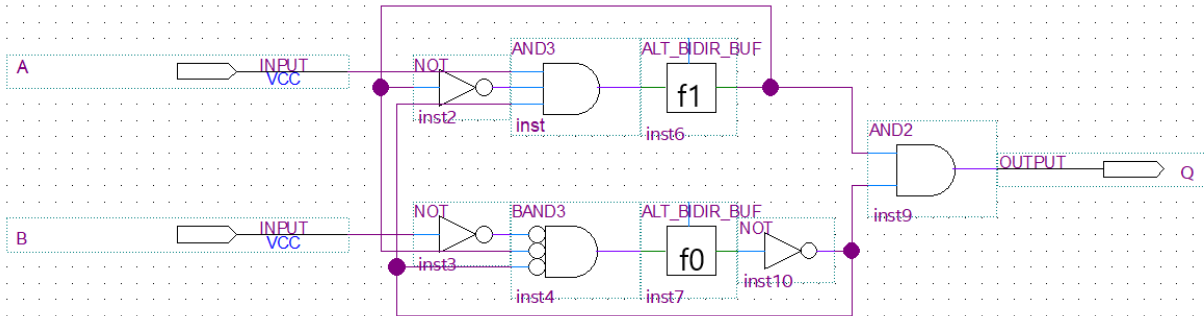 AND3
ALT_BIDIR_BUF
A
INPUT
VCC
NOT
f1
inst2
inst
inst6
AND2
OUTPUT
Q
inst9
NOT
BAND3
ALT_BIDIR_BUF
B
INPUT
VCC
NOT
f0
inst3
inst4
inst7
inst10